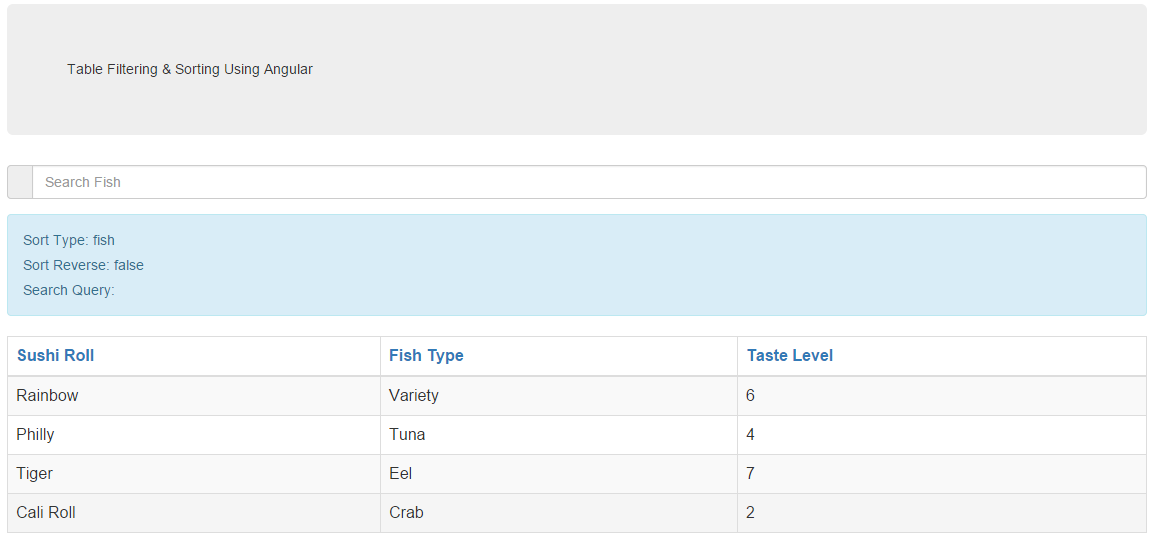 Table Filtering & Sorting Using Angular
Search Fish
Sort Type: fish
Sort Reverse: false
Search Query:
Sushi Roll Fish Type Taste Level
Rainbow Variety 6
Philly Tuna 4
Tiger Eel 7
Cali Roll Crab 2